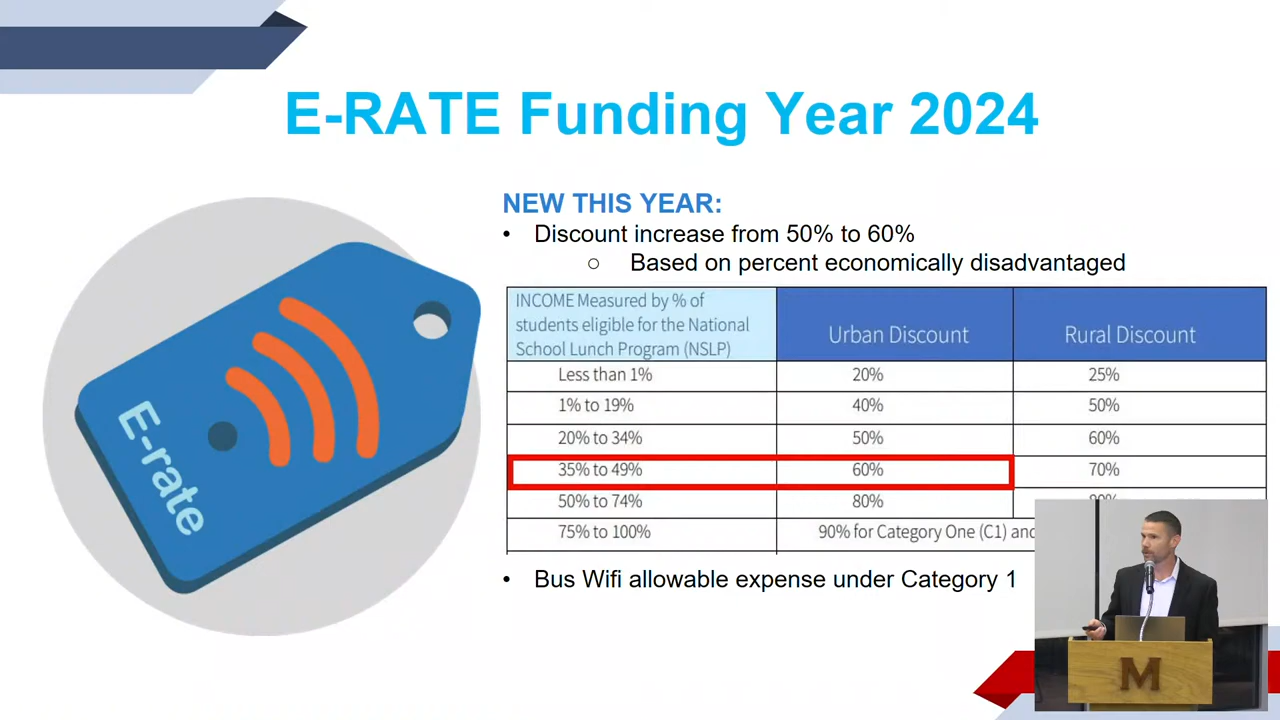 E-RATE Funding Year 2024
E-rate
NEW THIS YEAR:
• Discount increase from 50% to 60%
○ Based on percent economically disadvantaged
INCOME Measured by % of
students eligible for the National
School Lunch Program (NSLP)
Urban Discount
Rural Discount
Less than 1% 20% 25%
1% to 19% 40% 50%
20% to 34% 50% 60%
35% to 49% 60% 70%
50% to 74% 80%
75% to 100% 90% for Category One (C1) and
• Bus Wifi allowable expense under Category 1
M